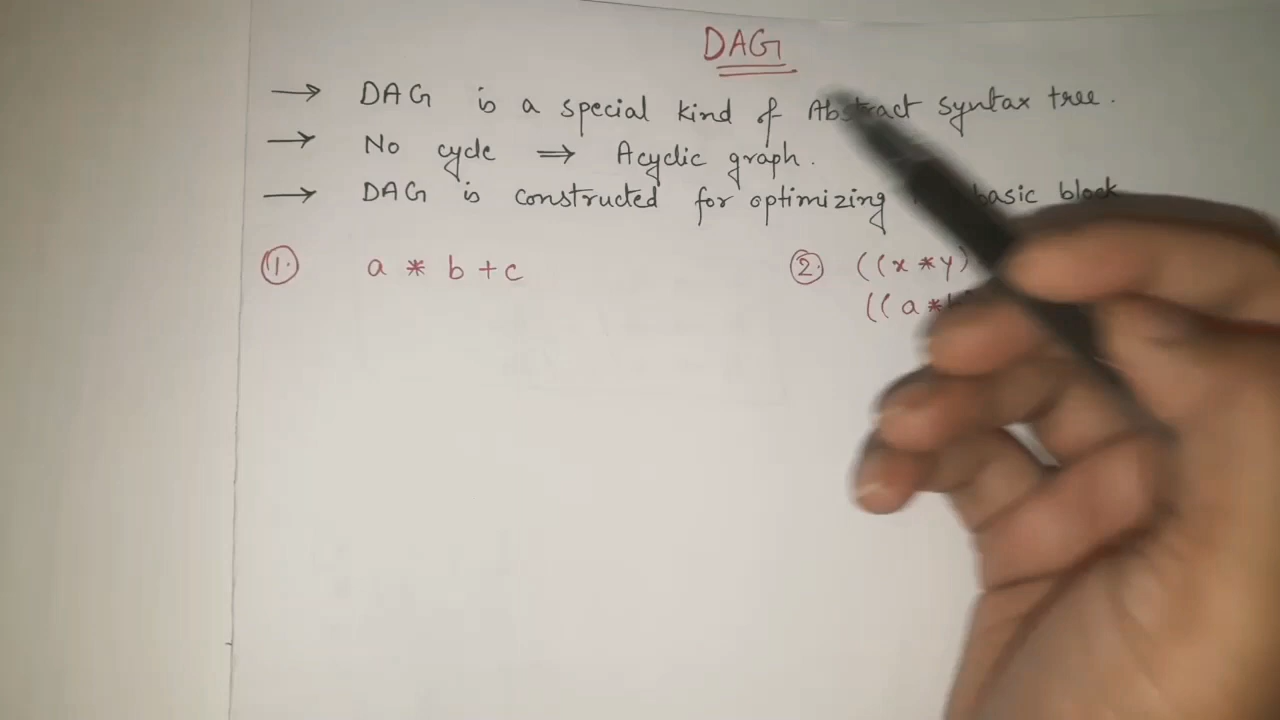 DAG
→ DAG is a special kind of Abstract syntax tree.
→ No cycle ⇒ Acyclic graph.
→ DAG is constructed for optimizing basic block
① a * b + c
② ((x * y)
((a *